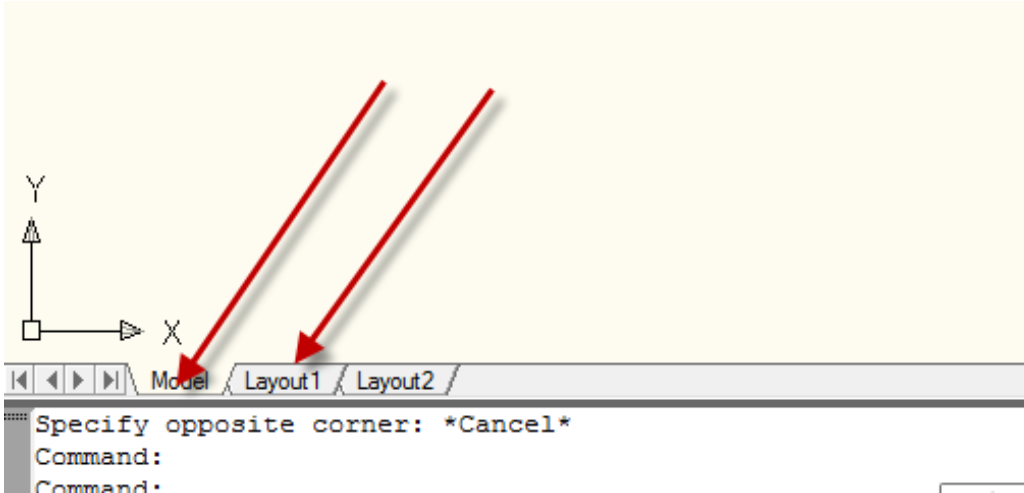 Y
X
Model Layout1 Layout2
Specify opposite corner: *Cancel*
Command:
Command: